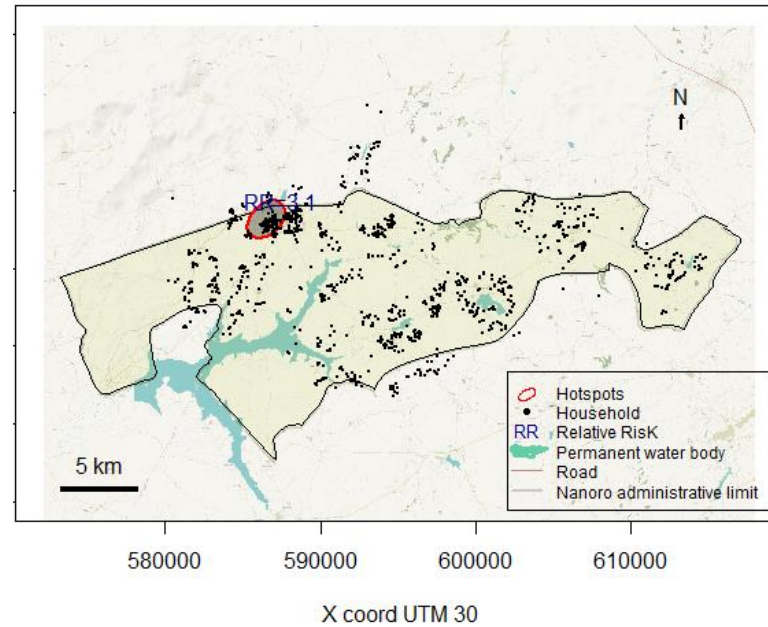 N
RR=3.1
Hotspots
Household
RR Relative RisK
Permanent water body
Road
Nanoro administrative limit
5 km
580000 590000 600000 610000
X coord UTM 30